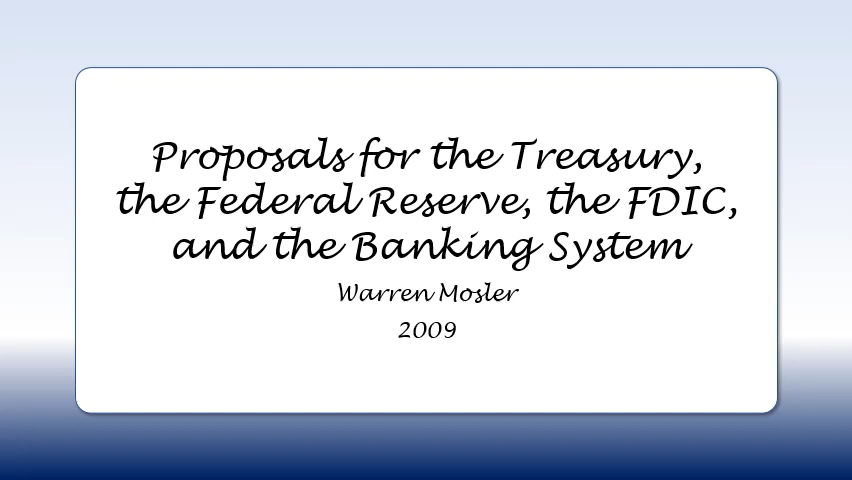 Proposals for the Treasury,
the Federal Reserve, the FDIC,
and the Banking System
Warren Mosler
2009